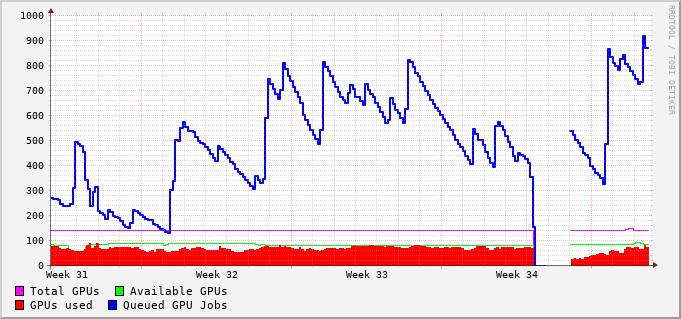 1000
900
800
700
600
500
400
300
200
100
0
Week 31 Week 32 Week 33 Week 34
Total GPUs Available GPUs
GPUs used Queued GPU Jobs
RRDTOOL / TOBI OETIKER